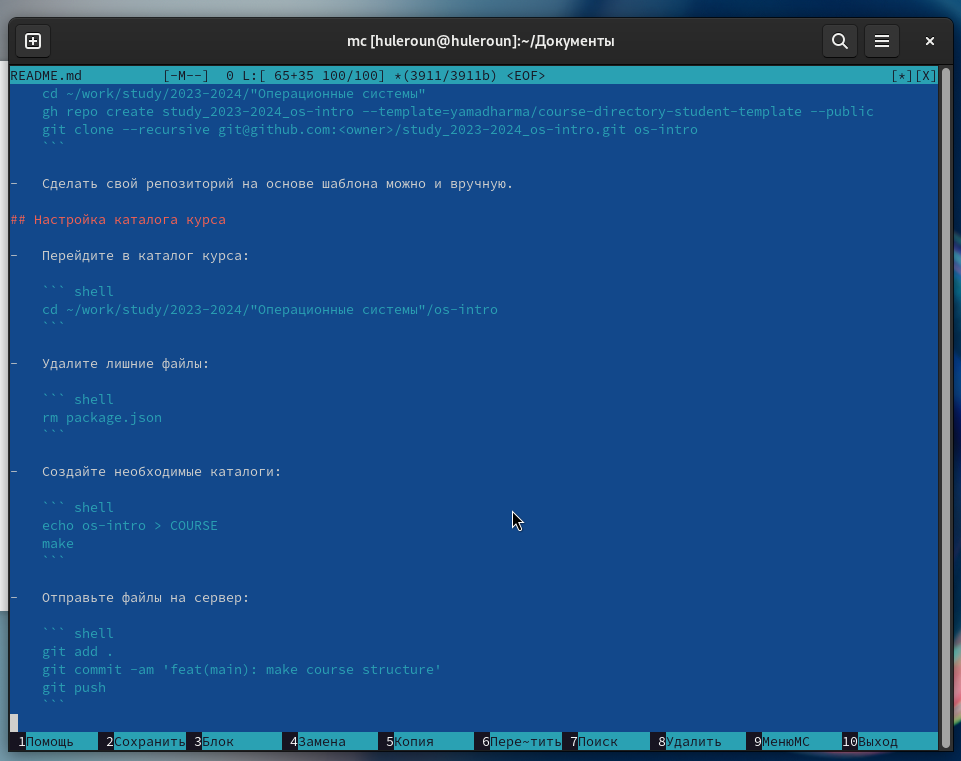 mc [huleroun@huleroun]:~/Документы
README.md [-M--] 0 L:[ 65+35 100/100] *(3911/3911b) <EOF> [*][X]
cd ~/work/study/2023-2024/"Операционные системы"
gh repo create study_2023-2024_os-intro --template=yamadharma/course-directory-student-template --public
git clone --recursive git@github.com:<owner>/study_2023-2024_os-intro.git os-intro
```
- Сделать свой репозиторий на основе шаблона можно и вручную.
## Настройка каталога курса
- Перейдите в каталог курса:
``` shell
cd ~/work/study/2023-2024/"Операционные системы"/os-intro
```
- Удалите лишние файлы:
``` shell
rm package.json
```
- Создайте необходимые каталоги:
``` shell
echo os-intro > COURSE
make
```
- Отправьте файлы на сервер:
``` shell
git add .
git commit -am 'feat(main): make course structure'
git push
```
1Помощь 2Сохранить 3Блок 4Замена 5Копия 6Пере~тить 7Поиск 8Удалить 9МенюMC 10Выход